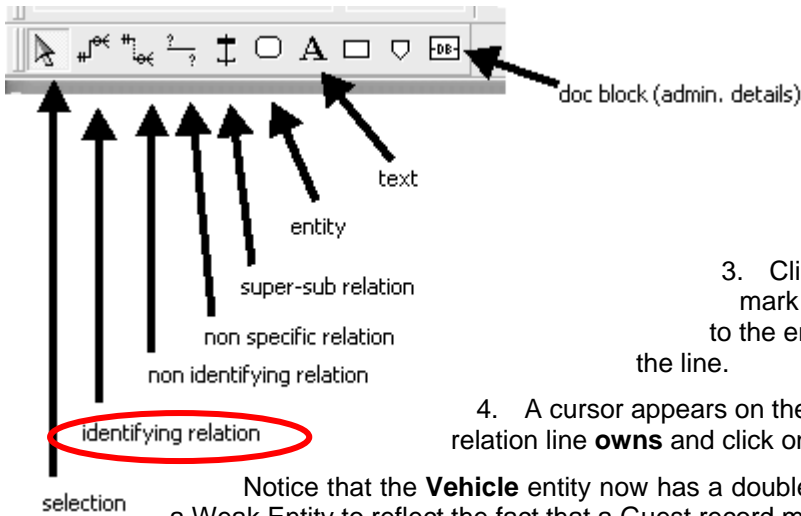 ? ?
A
-DB-
doc block (admin. details)
text
entity
super-sub relation
non specific relation
non identifying relation
identifying relation
selection
3. Cli
mark
to the e
the line.
4. A cursor appears on the
relation line owns and click o
Notice that the Vehicle entity now has a double
a Weak Entity to reflect the fact that a Guest record m